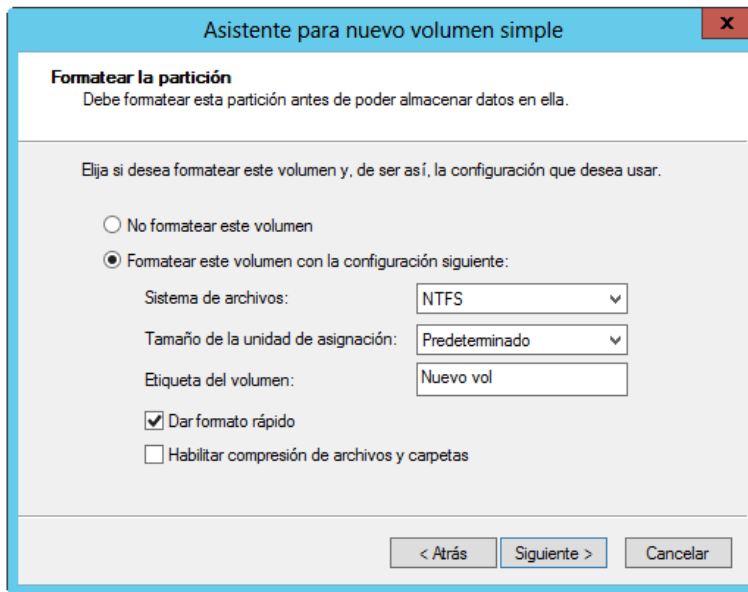 Asistente para nuevo volumen simple
x
Formatear la partición
Debe formatear esta partición antes de poder almacenar datos en ella.
Elija si desea formatear este volumen y, de ser así, la configuración que desea usar.
No formatear este volumen
Formatear este volumen con la configuración siguiente:
Sistema de archivos: NTFS
Tamaño de la unidad de asignación: Predeterminado
Etiqueta del volumen: Nuevo vol
Dar formato rápido
Habilitar compresión de archivos y carpetas
< Atrás Siguiente > Cancelar